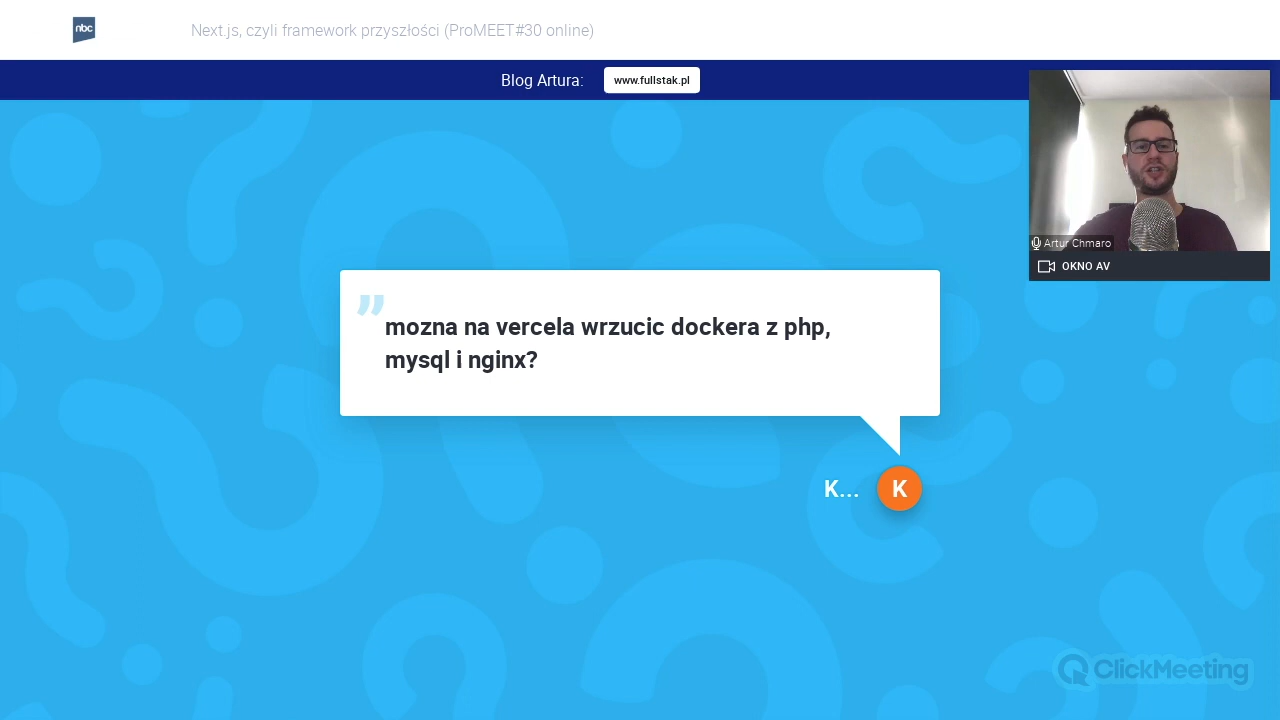 nbc
Next.js, czyli framework przyszłości (ProMEET#30 online)
Blog Artura:
www.fullstak.pl
Artur Chmaro
OKNO AV
”
mozna na vercela wrzucic dockera z php,
mysql i nginx?
K...
K
ClickMeeting